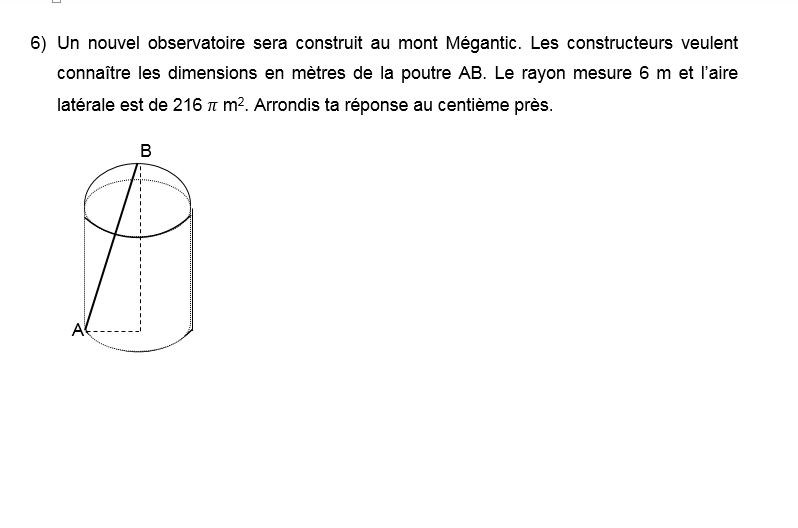 6) Un nouvel observatoire sera construit au mont Mégantic. Les constructeurs veulent
connaître les dimensions en mètres de la poutre AB. Le rayon mesure 6 m et l'aire
latérale est de 216 π m². Arrondis ta réponse au centième près.
B
A